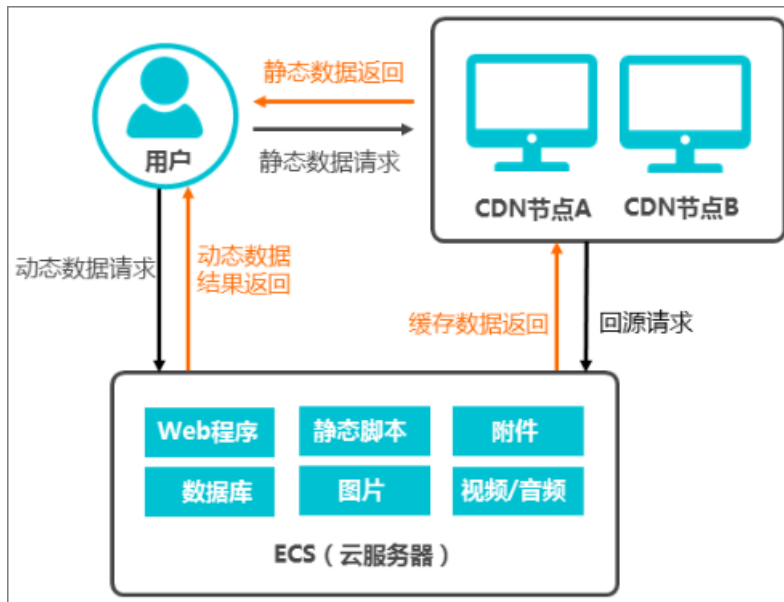 静态数据返回
用户
静态数据请求
CDN节点A
CDN节点B
动态数据请求
动态数据
结果返回
缓存数据返回
回源请求
Web程序
静态脚本
附件
数据库
图片
视频/音频
ECS（云服务器）